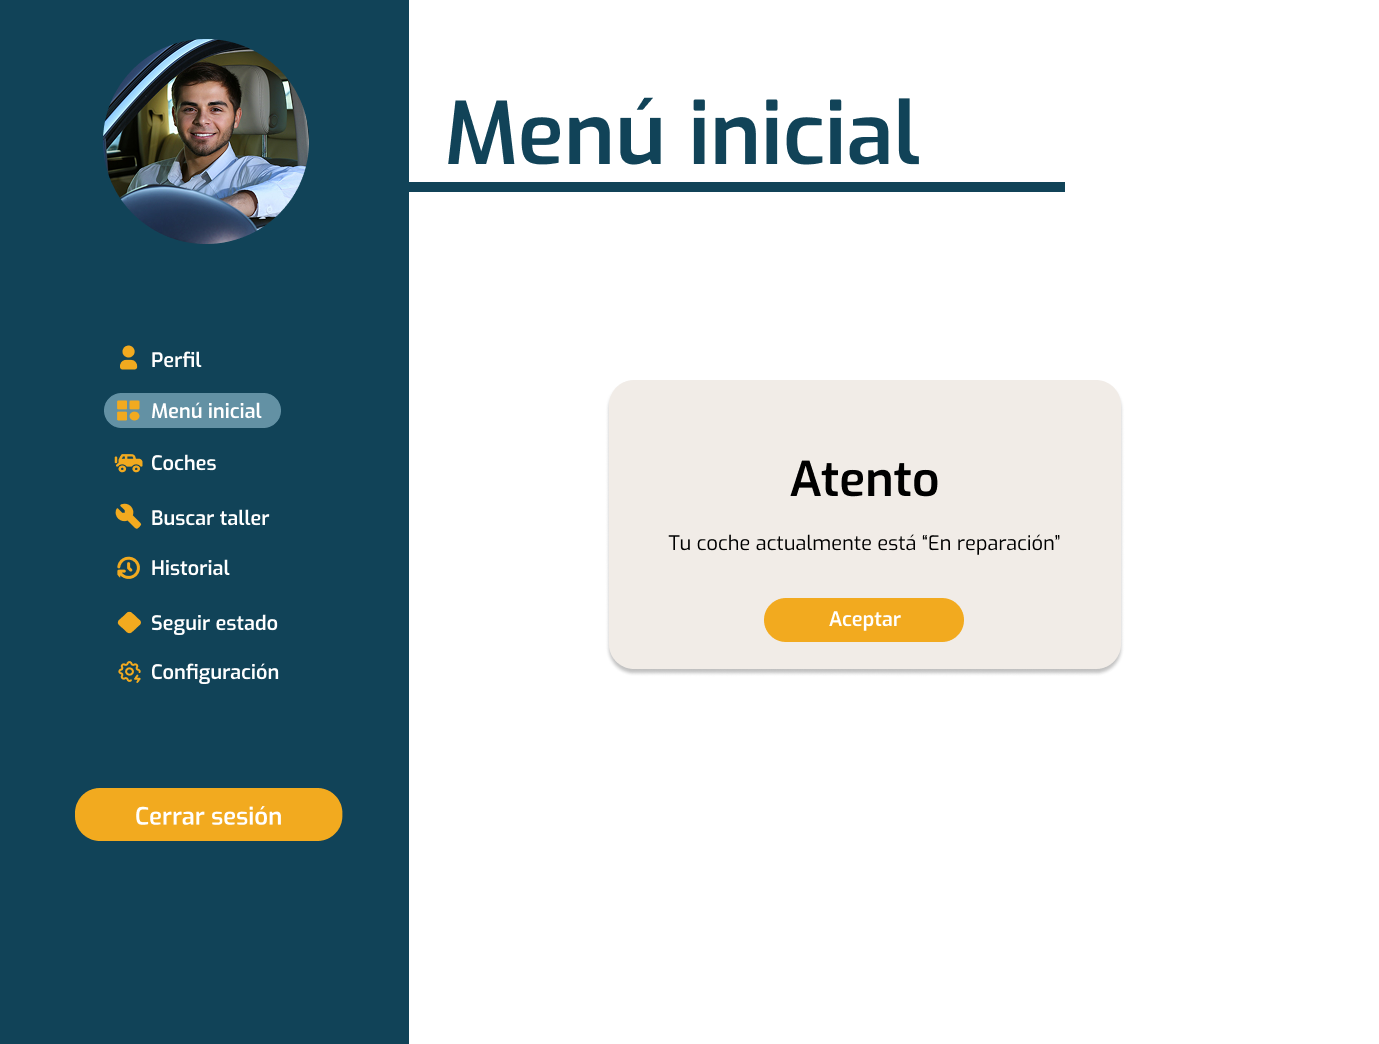 Menú inicial
Perfil
Menú inicial
Coches
Buscar taller
Historial
Seguir estado
Configuración
Cerrar sesión
Atento
Tu coche actualmente está “En reparación”
Aceptar